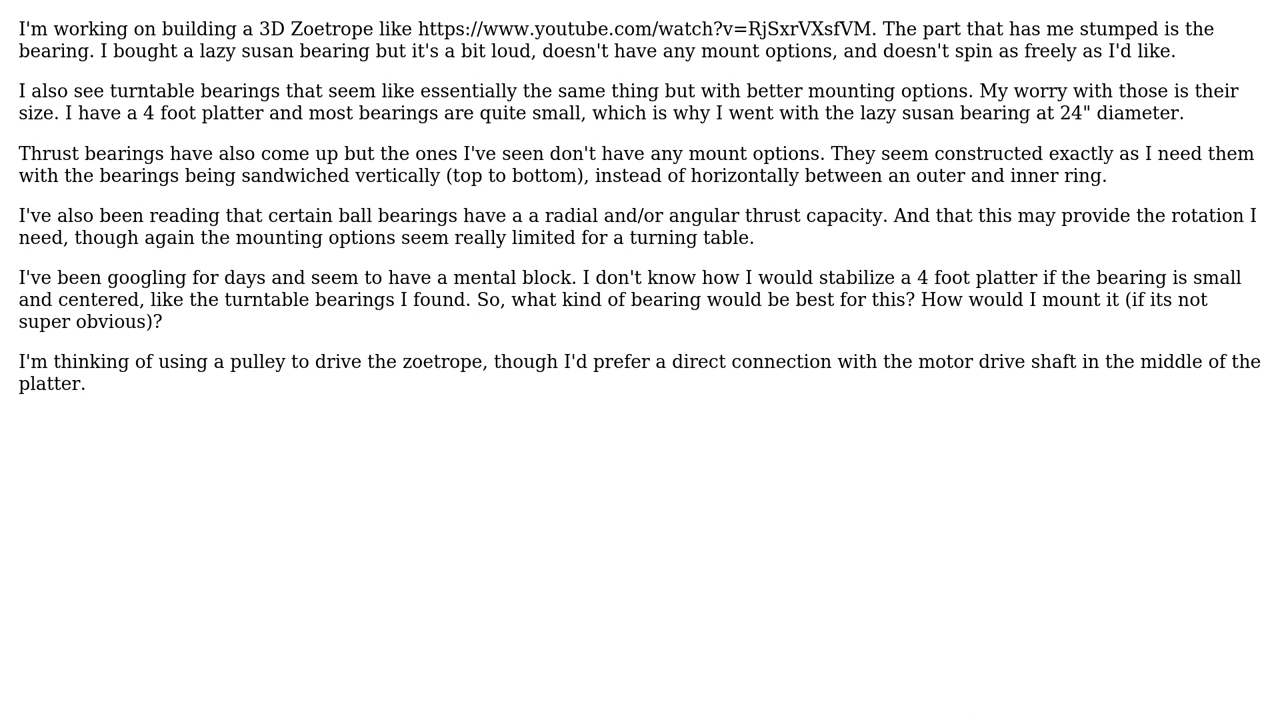 I'm working on building a 3D Zoetrope like https://www.youtube.com/watch?v=RjSxrVXsfVM. The part that has me stumped is the
bearing. I bought a lazy susan bearing but it's a bit loud, doesn't have any mount options, and doesn't spin as freely as I'd like.
I also see turntable bearings that seem like essentially the same thing but with better mounting options. My worry with those is their
size. I have a 4 foot platter and most bearings are quite small, which is why I went with the lazy susan bearing at 24" diameter.
Thrust bearings have also come up but the ones I've seen don't have any mount options. They seem constructed exactly as I need them
with the bearings being sandwiched vertically (top to bottom), instead of horizontally between an outer and inner ring.
I've also been reading that certain ball bearings have a a radial and/or angular thrust capacity. And that this may provide the rotation I
need, though again the mounting options seem really limited for a turning table.
I've been googling for days and seem to have a mental block. I don't know how I would stabilize a 4 foot platter if the bearing is small
and centered, like the turntable bearings I found. So, what kind of bearing would be best for this? How would I mount it (if its not
super obvious)?
I'm thinking of using a pulley to drive the zoetrope, though I'd prefer a direct connection with the motor drive shaft in the middle of the
platter.